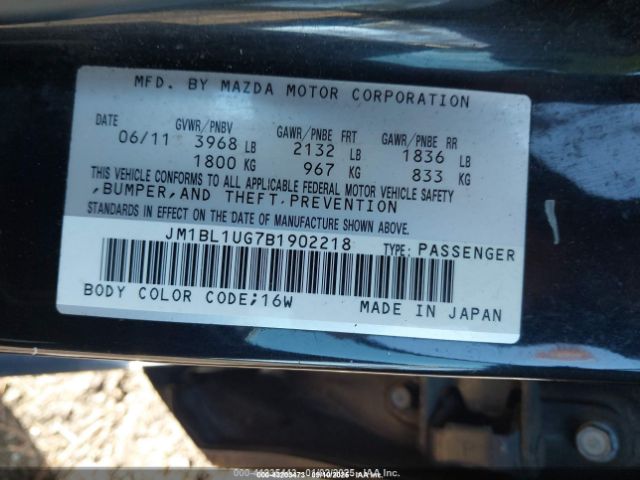 MFD. BY MAZDA MOTOR CORPORATION
DATE GVWR/PNBV GAWR/PNBE FRT GAWR/PNBE RR
06/11 3968 LB 2132 LB 1836 LB
1800 KG 967 KG 833 KG
THIS VEHICLE CONFORMS TO ALL APPLICABLE FEDERAL MOTOR VEHICLE SAFETY
,BUMPER,AND THEFT PREVENTION
STANDARDS IN EFFECT ON THE DATE OF MANUFACTURE SHOWN ABOVE.
JM1BL1UG7B1902218 TYPE: PASSENGER
BODY COLOR CODE;16W MADE IN JAPAN